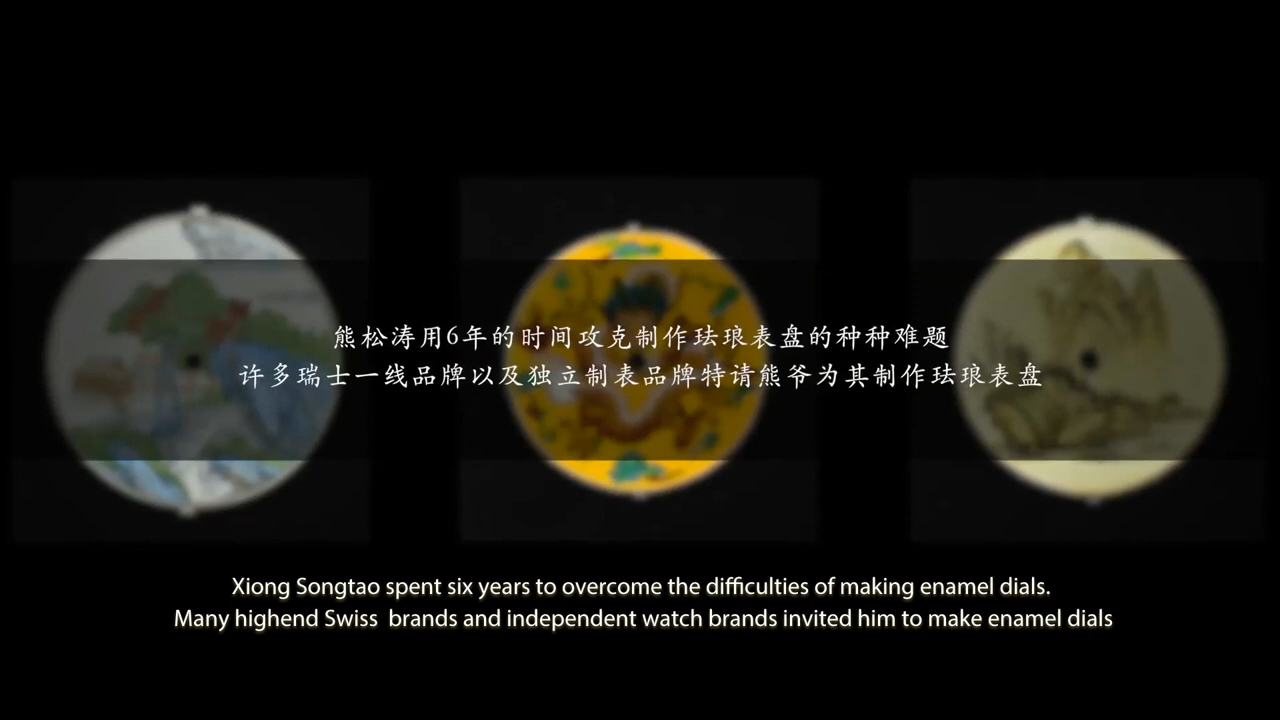 熊松涛用6年的时间攻克制作珐琅表盘的种种难题
许多瑞士一线品牌以及独立制表品牌特请熊爷为其制作珐琅表盘
Xiong Songtao spent six years to overcome the difficulties of making enamel dials.
Many highend Swiss  brands and independent watch brands invited him to make enamel dials